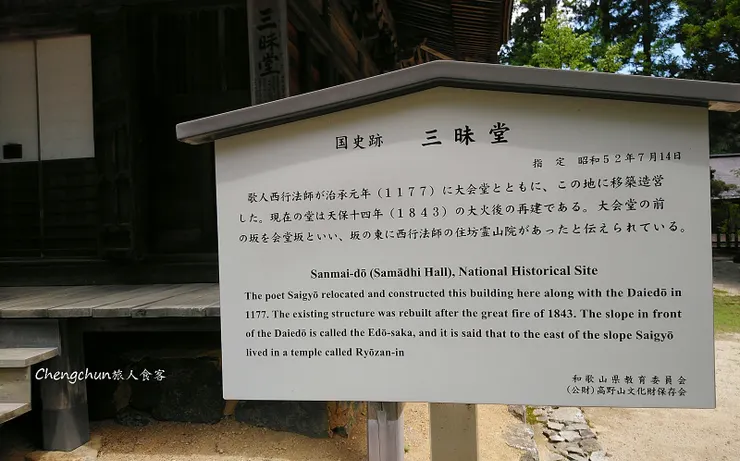 三昧堂
国史跡 三昧堂
指定 昭和52年7月14日
歌人西行法師が治承元年(1177)に大会堂とともに、この地に移築造営
した。現在の堂は天保十四年(1843)の大火後の再建である。大会堂の前
の坂を会堂坂といい、坂の東に西行法師の住坊霊山院があったと伝えられている。
Sanmai-dō (Samādhi Hall), National Historical Site
The poet Saigyō relocated and constructed this building here along with the Daiedō in
1177. The existing structure was rebuilt after the great fire of 1843. The slope in front
of the Daiedō is called the Edō-saka, and it is said that to the east of the slope Saigyō
lived in a temple called Ryōzan-in
和歌山県教育委員会
(公財)高野山文化財保存会
Chengchun旅人食客